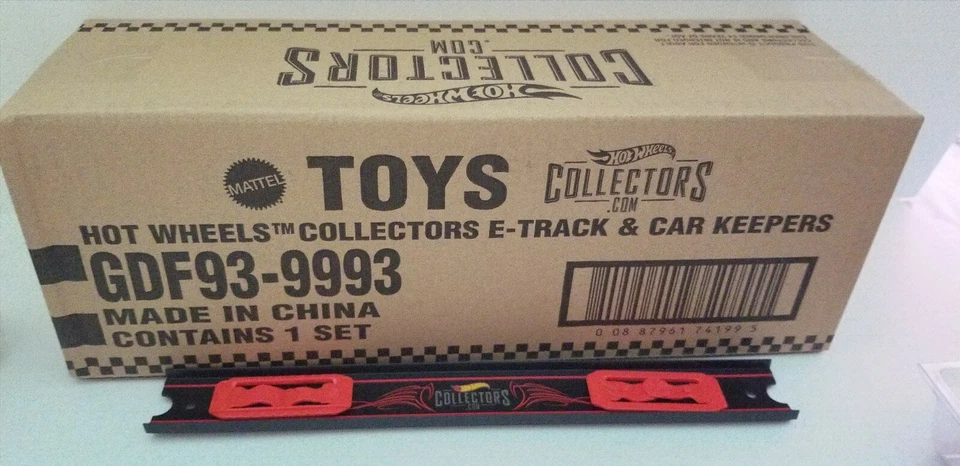 HOT WHEELS
COLLECTORS
.COM
MATTEL
TOYS
HOT WHEELS
COLLECTORS
.COM
HOT WHEELS™ COLLECTORS E-TRACK & CAR KEEPERS
GDF93-9993
MADE IN CHINA
CONTAINS 1 SET
0 08 87961 74199 5
COLLECTORS
.COM